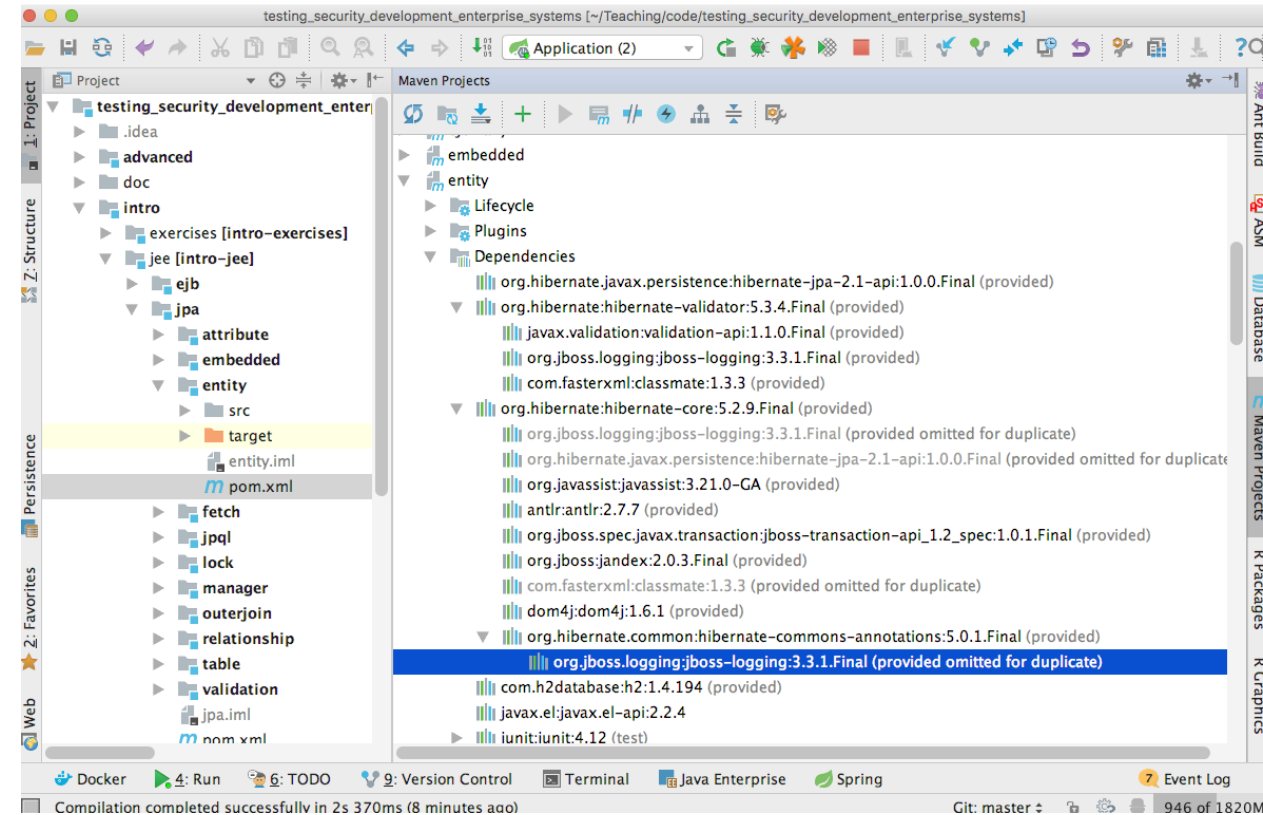 testing_security_development_enterprise_systems [~/Teaching/code/testing_security_development_enterprise_systems]
Application (2)
Project
Maven Projects
1: Project
Z: Structure
Persistence
2: Favorites
Web
testing_security_development_enter
.idea
advanced
doc
intro
exercises [intro-exercises]
jee [intro-jee]
ejb
jpa
attribute
embedded
entity
src
target
entity.iml
pom.xml
fetch
jpql
lock
manager
outerjoin
relationship
table
validation
jpa.iml
pom.xml
embedded
entity
Lifecycle
Plugins
Dependencies
org.hibernate.javax.persistence:hibernate-jpa-2.1-api:1.0.0.Final (provided)
org.hibernate:hibernate-validator:5.3.4.Final (provided)
javax.validation:validation-api:1.1.0.Final (provided)
org.jboss.logging:jboss-logging:3.3.1.Final (provided)
com.fasterxml:classmate:1.3.3 (provided)
org.hibernate:hibernate-core:5.2.9.Final (provided)
org.jboss.logging:jboss-logging:3.3.1.Final (provided omitted for duplicate)
org.hibernate.javax.persistence:hibernate-jpa-2.1-api:1.0.0.Final (provided omitted for duplicate
org.javassist:javassist:3.21.0-GA (provided)
antlr:antlr:2.7.7 (provided)
org.jboss.spec.javax.transaction:jboss-transaction-api_1.2_spec:1.0.1.Final (provided)
org.jboss:jandex:2.0.3.Final (provided)
com.fasterxml:classmate:1.3.3 (provided omitted for duplicate)
dom4j:dom4j:1.6.1 (provided)
org.hibernate.common:hibernate-commons-annotations:5.0.1.Final (provided)
org.jboss.logging:jboss-logging:3.3.1.Final (provided omitted for duplicate)
com.h2database:h2:1.4.194 (provided)
javax.el:javax.el-api:2.2.4
junit:junit:4.12 (test)
Ant Build
ASM
Database
Maven Projects
R Packages
R Graphics
Docker
4: Run
6: TODO
9: Version Control
Terminal
Java Enterprise
Spring
7 Event Log
Compilation completed successfully in 2s 370ms (8 minutes ago)
Git: master
946 of 1820M